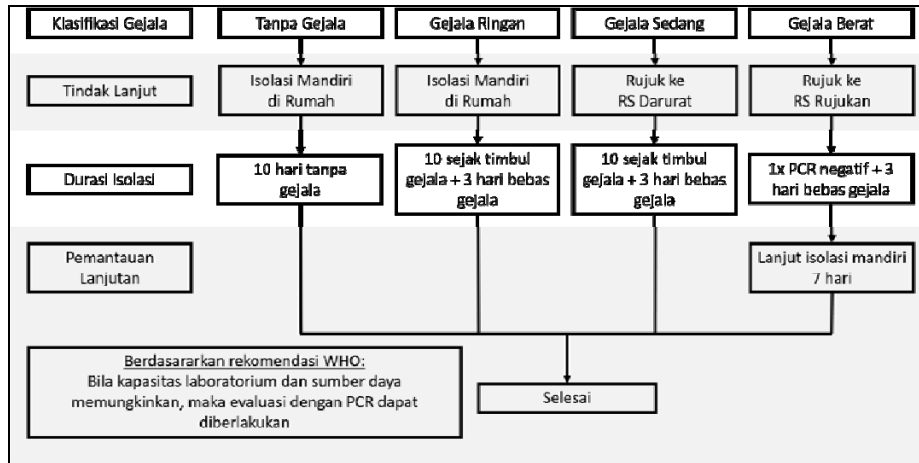 Klasifikasi Gejala
Tanpa Gejala
Gejala Ringan
Gejala Sedang
Gejala Berat
Tindak Lanjut
Isolasi Mandiri
di Rumah
Isolasi Mandiri
di Rumah
Rujuk ke
RS Darurat
Rujuk ke
RS Rujukan
Durasi Isolasi
10 hari tanpa
gejala
10 sejak timbul
gejala + 3 hari bebas
gejala
10 sejak timbul
gejala + 3 hari bebas
gejala
1x PCR negatif + 3
hari bebas gejala
Pemantauan
Lanjutan
Lanjut isolasi mandiri
7 hari
Berdasararkan rekomendasi WHO:
Bila kapasitas laboratorium dan sumber daya
memungkinkan, maka evaluasi dengan PCR dapat
diberlakukan
Selesai